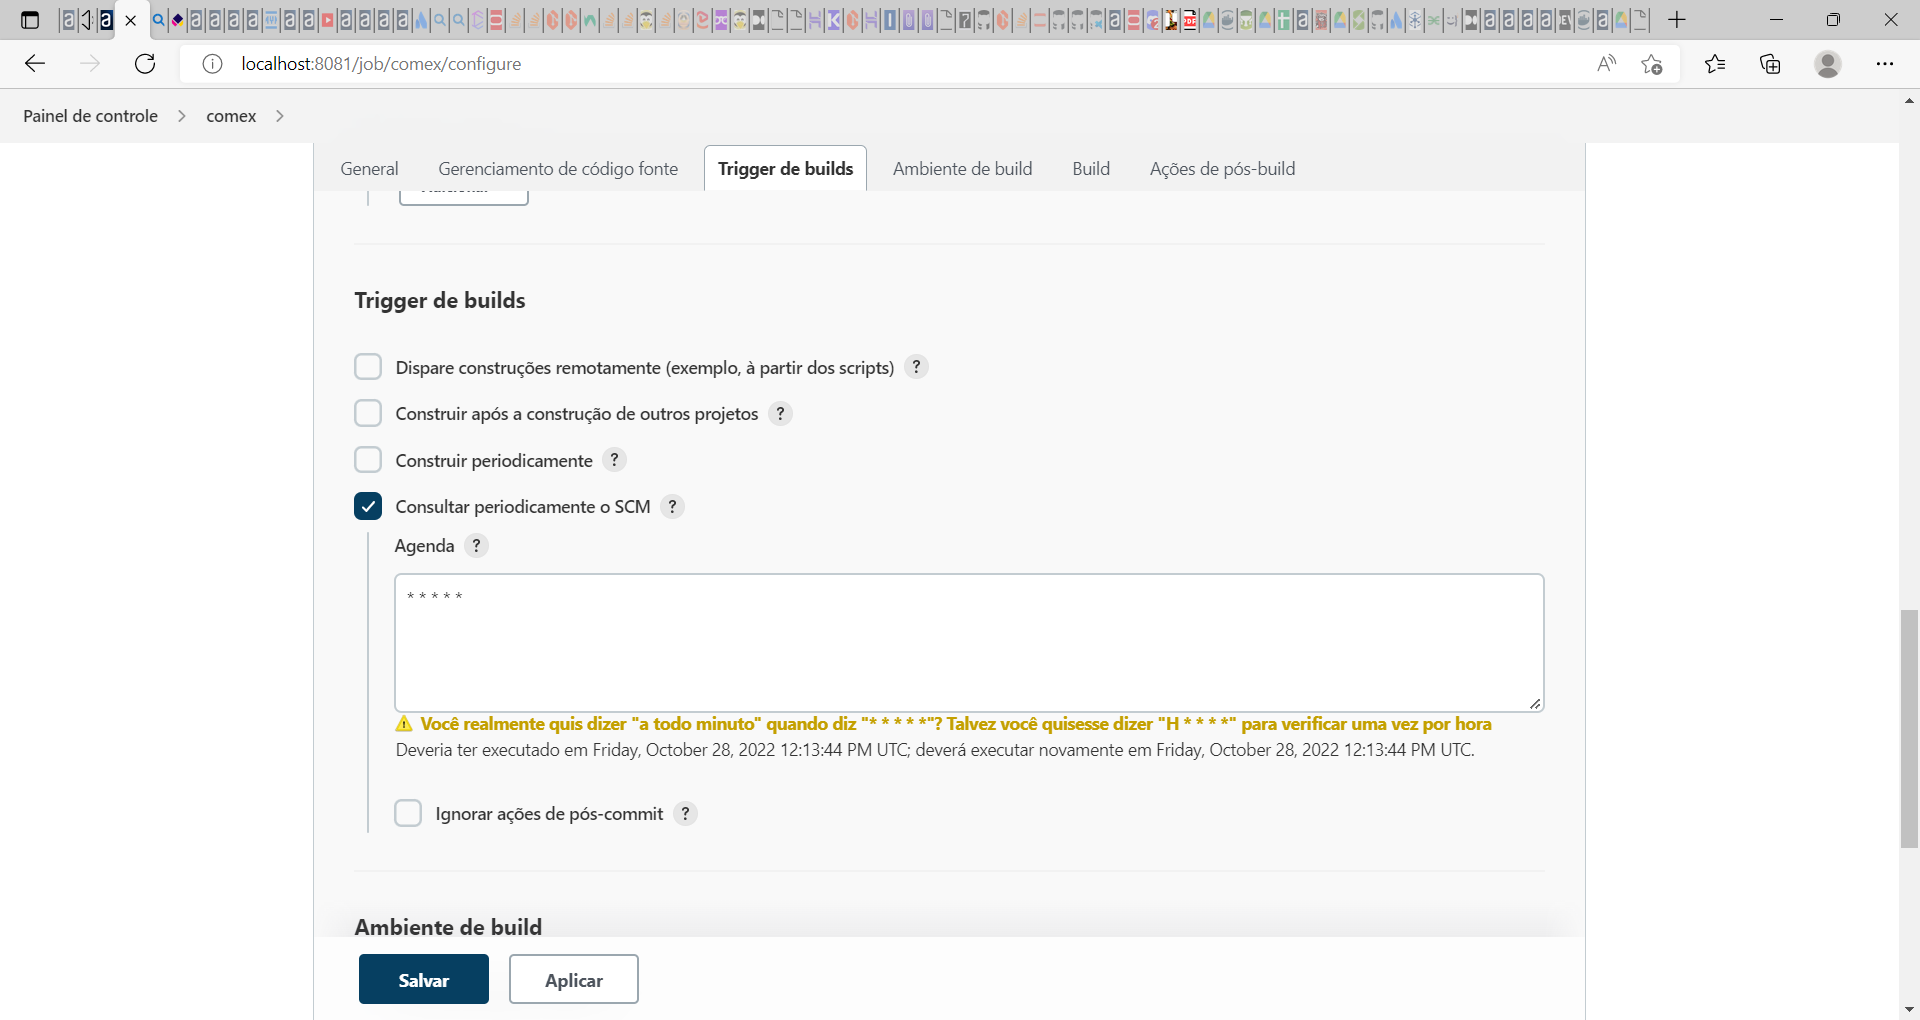 localhost:8081/job/comex/configure
Painel de controle > comex >
General Gerenciamento de código fonte Trigger de builds Ambiente de build Build Ações de pós-build
Trigger de builds
Dispare construções remotamente (exemplo, à partir dos scripts) ?
Construir após a construção de outros projetos ?
Construir periodicamente ?
Consultar periodicamente o SCM ?
Agenda ?
* * * * *
Você realmente quis dizer "a todo minuto" quando diz "* * * * *"? Talvez você quisesse dizer "H * * * *" para verificar uma vez por hora
Deveria ter executado em Friday, October 28, 2022 12:13:44 PM UTC; deverá executar novamente em Friday, October 28, 2022 12:13:44 PM UTC.
Ignorar ações de pós-commit ?
Ambiente de build
Salvar Aplicar